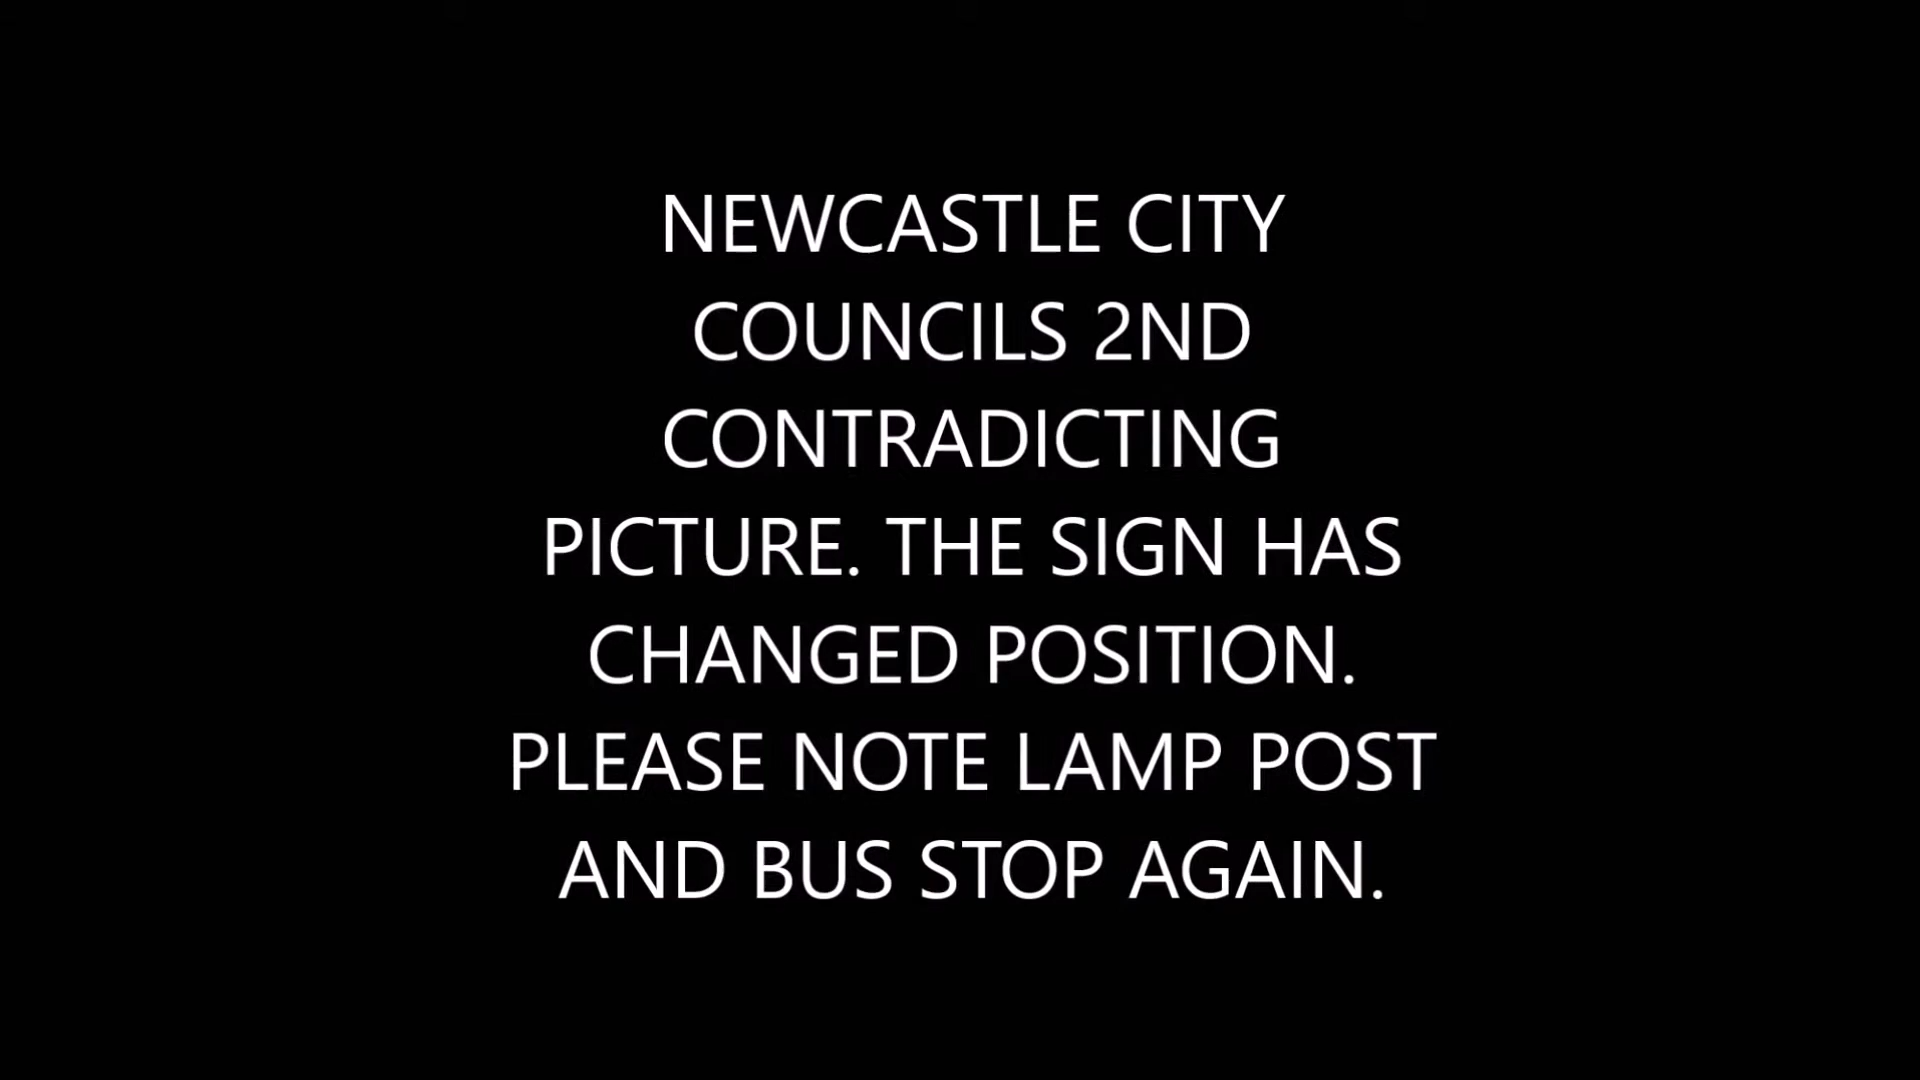 NEWCASTLE CITY
COUNCILS 2ND
CONTRADICTING
PICTURE. THE SIGN HAS
CHANGED POSITION.
PLEASE NOTE LAMP POST
AND BUS STOP AGAIN.